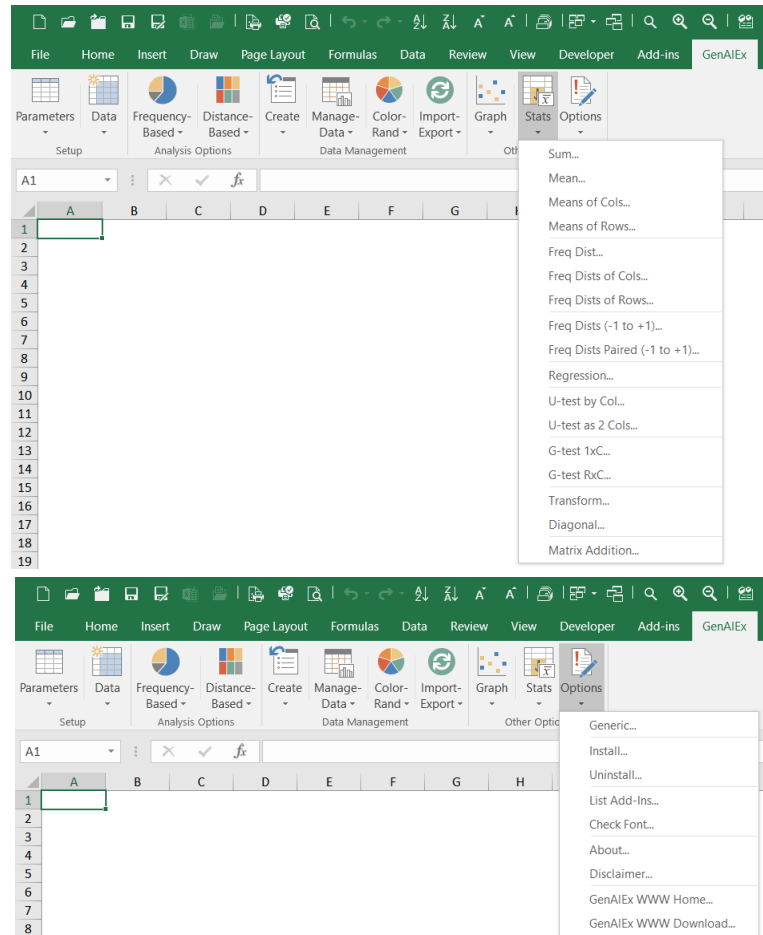 File Home Insert Draw Page Layout Formulas Data Review View Developer Add-ins GenAlEx
Parameters Data Frequency- Based Distance- Based Create Manage- Data Color- Rand Import- Export Graph Stats Options
Setup Analysis Options Data Management Oth
A1 fx
A B C D E F G H
1
2
3
4
5
6
7
8
9
10
11
12
13
14
15
16
17
18
19
Sum...
Mean...
Means of Cols...
Means of Rows...
Freq Dist...
Freq Dists of Cols...
Freq Dists of Rows...
Freq Dists (-1 to +1)...
Freq Dists Paired (-1 to +1)...
Regression...
U-test by Col...
U-test as 2 Cols...
G-test 1xC...
G-test RxC...
Transform...
Diagonal...
Matrix Addition...
File Home Insert Draw Page Layout Formulas Data Review View Developer Add-ins GenAlEx
Parameters Data Frequency- Based Distance- Based Create Manage- Data Color- Rand Import- Export Graph Stats Options
Setup Analysis Options Data Management Other Optio
A1 fx
A B C D E F G H
1
2
3
4
5
6
7
8
Generic...
Install...
Uninstall...
List Add-Ins...
Check Font...
About...
Disclaimer...
GenAlEx WWW Home...
GenAlEx WWW Download...